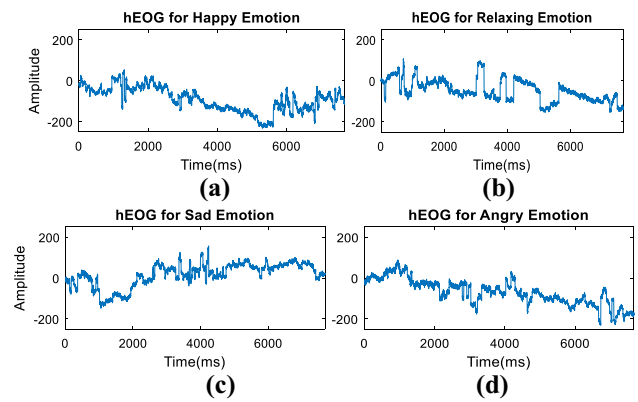 hEOG for Happy Emotion
200
0
-200
Amplitude
0 2000 4000 6000
Time(ms)
(a)
hEOG for Relaxing Emotion
200
0
-200
0 2000 4000 6000
Time(ms)
(b)
hEOG for Sad Emotion
200
0
-200
Amplitude
0 2000 4000 6000
Time(ms)
(c)
hEOG for Angry Emotion
200
0
-200
0 2000 4000 6000
Time(ms)
(d)